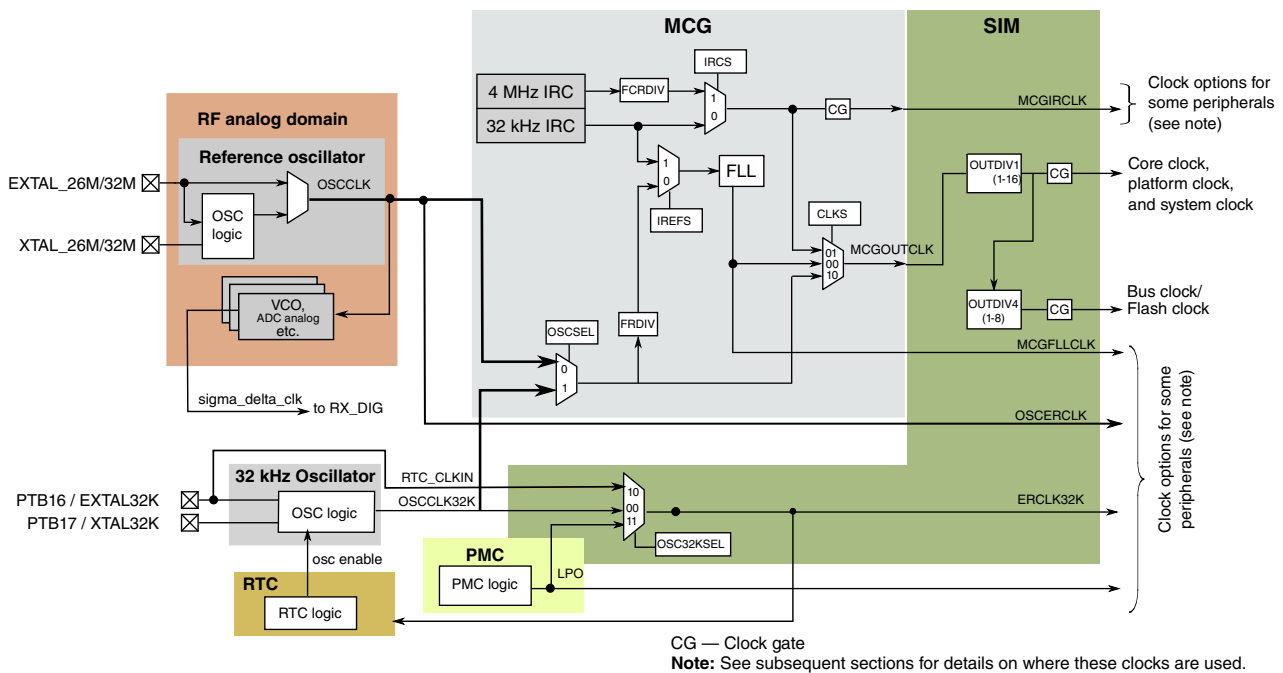 MCG
SIM
IRCS
4 MHz IRC
FCRDIV
1
0
32 kHz IRC
CG
MCGIRCLK
Clock options for
some peripherals
(see note)
RF analog domain
Reference oscillator
EXTAL_26M/32M
OSCCLK
OSC
logic
XTAL_26M/32M
1
0
FLL
IREFS
CLKS
01
00
10
MCGOUTCLK
OUTDIV1
(1-16)
CG
Core clock,
platform clock,
and system clock
VCO,
ADC analog
etc.
OSCSEL
0
1
FRDIV
OUTDIV4
(1-8)
CG
Bus clock/
Flash clock
MCGFLLCLK
sigma_delta_clk
to RX_DIG
OSCERCLK
Clock options for some
peripherals (see note)
32 kHz Oscillator
RTC_CLKIN
PTB16 / EXTAL32K
OSC logic
OSCCLK32K
PTB17 / XTAL32K
10
00
11
ERCLK32K
OSC32KSEL
osc enable
PMC
LPO
PMC logic
RTC
RTC logic
CG — Clock gate
Note: See subsequent sections for details on where these clocks are used.